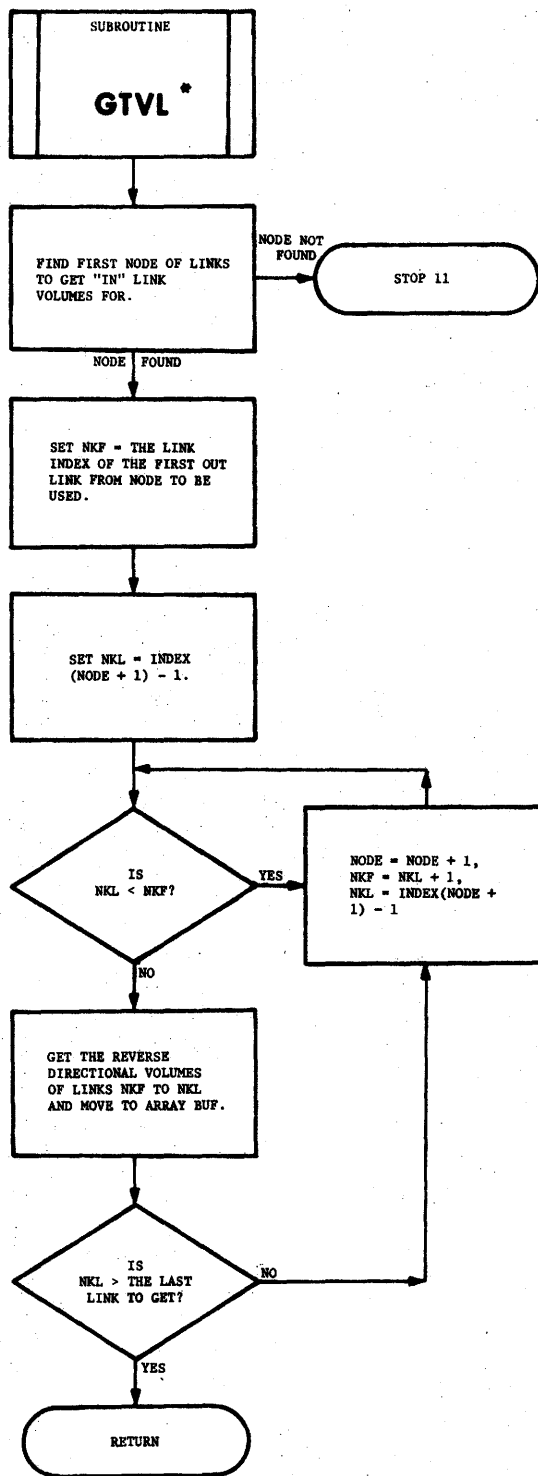 SUBROUTINE
GTVL *
FIND FIRST NODE OF LINKS
TO GET "IN" LINK
VOLUMES FOR.
NODE NOT
FOUND
STOP 11
NODE FOUND
SET NKF = THE LINK
INDEX OF THE FIRST OUT
LINK FROM NODE TO BE
USED.
SET NKL = INDEX
(NODE + 1) - 1.
IS
NKL < NKF?
YES
NODE = NODE + 1,
NKF = NKL + 1,
NKL = INDEX(NODE +
1) - 1
NO
GET THE REVERSE
DIRECTIONAL VOLUMES
OF LINKS NKF TO NKL
AND MOVE TO ARRAY BUF.
IS
NKL > THE LAST
LINK TO GET?
NO
YES
RETURN